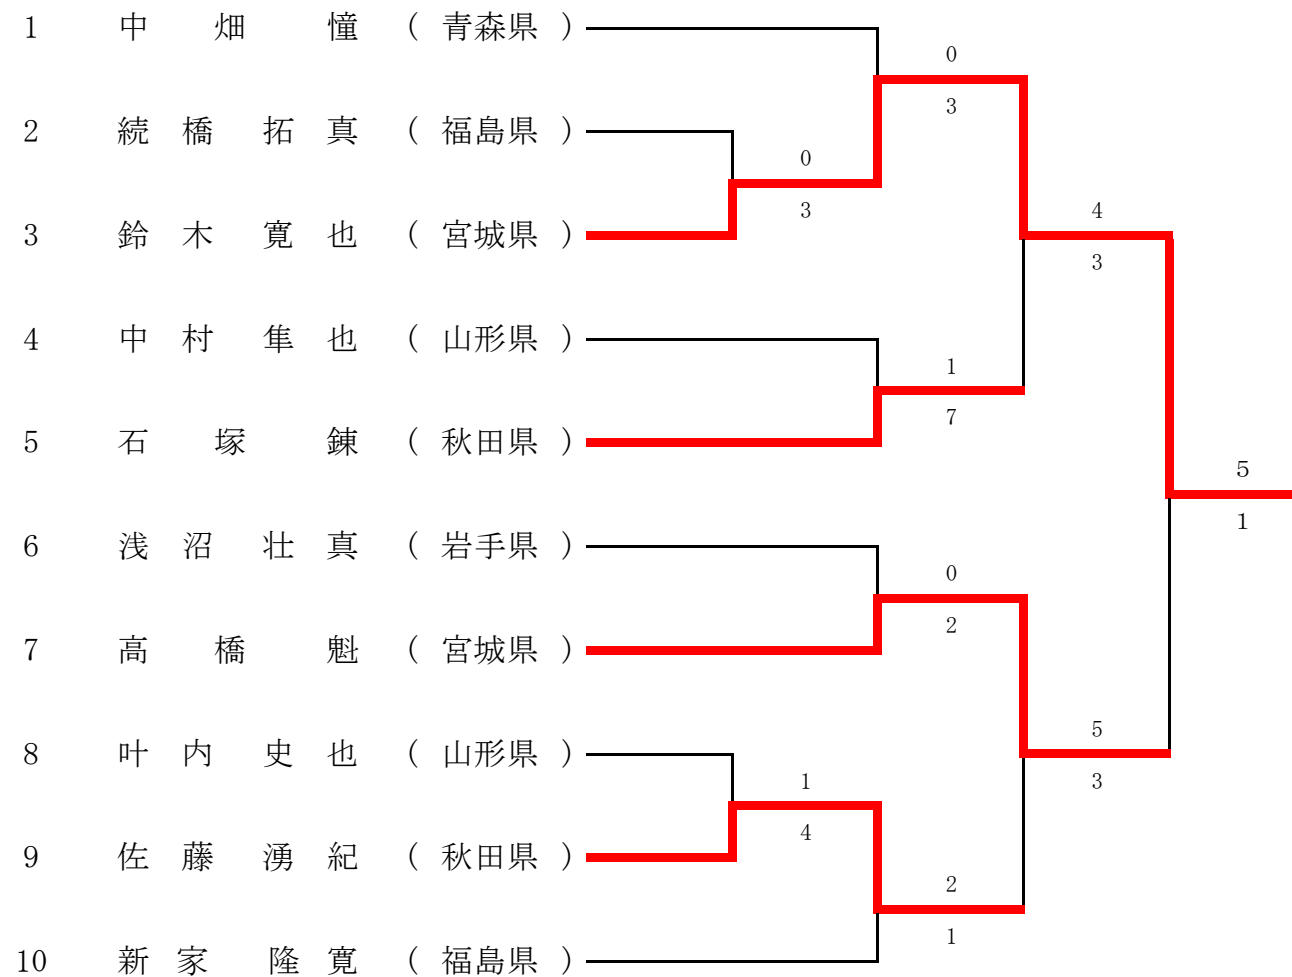 1 中畑 憧 ( 青森県 )
0
3
2 続橋 拓真 ( 福島県 )
0
3
4
3 鈴木 寛也 ( 宮城県 )
3
4 中村 隼也 ( 山形県 )
1
7
5 石塚 錬 ( 秋田県 )
5
1
6 浅沼 壮真 ( 岩手県 )
0
2
7 高橋 魁 ( 宮城県 )
5
3
8 叶内 史也 ( 山形県 )
1
4
9 佐藤 湧紀 ( 秋田県 )
2
1
10 新家 隆寛 ( 福島県 )